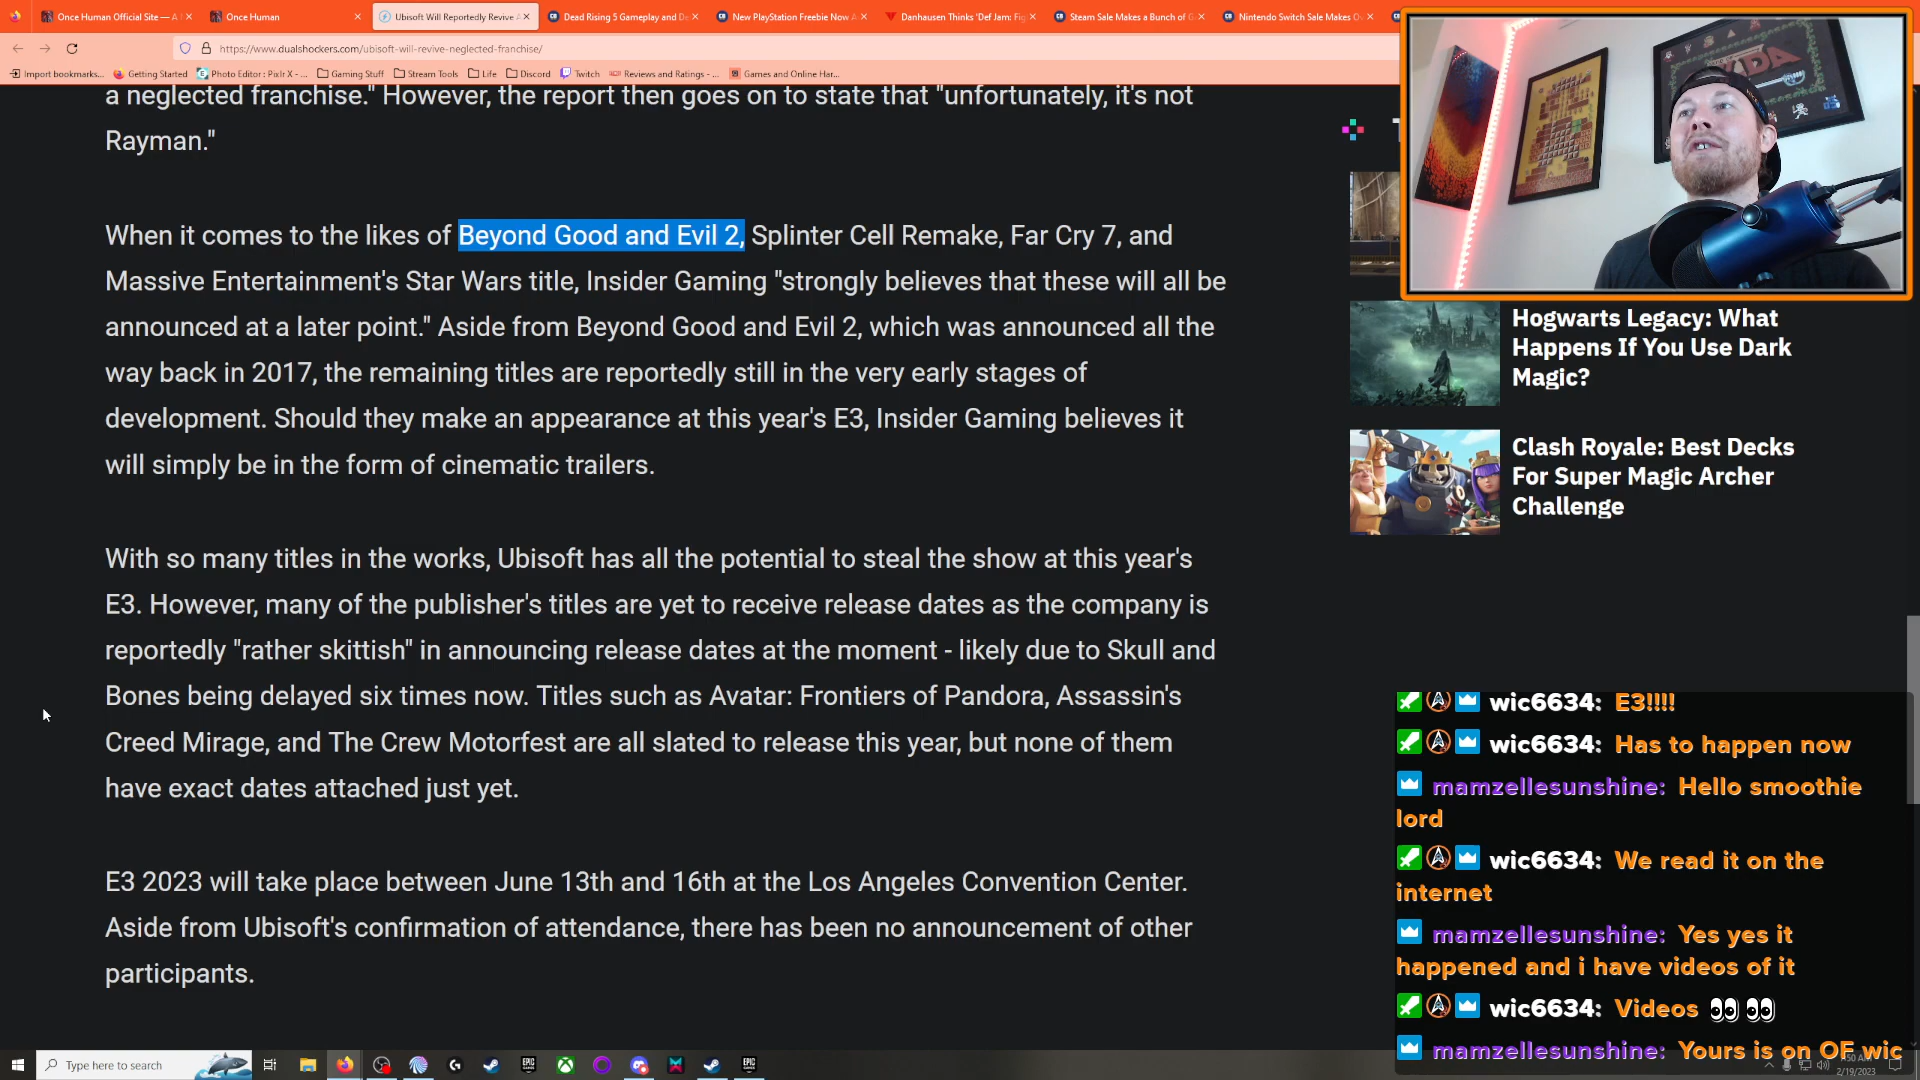 Once Human Official Site — A
Once Human
Ubisoft Will Reportedly Revive
Dead Rising 5 Gameplay and De
New PlayStation Freebie Now A
Danhausen Thinks 'Def Jam: Fig
Steam Sale Makes a Bunch of G
Nintendo Switch Sale Makes O
https://www.dualshockers.com/ubisoft-will-revive-neglected-franchise/
Import bookmarks...
Getting Started
Photo Editor : Pixlr X - ...
Gaming Stuff
Stream Tools
Life
Discord
Twitch
Reviews and Ratings - ...
Games and Online Har...
a neglected franchise." However, the report then goes on to state that "unfortunately, it's not
Rayman."
When it comes to the likes of Beyond Good and Evil 2, Splinter Cell Remake, Far Cry 7, and
Massive Entertainment's Star Wars title, Insider Gaming "strongly believes that these will all be
announced at a later point." Aside from Beyond Good and Evil 2, which was announced all the
way back in 2017, the remaining titles are reportedly still in the very early stages of
development. Should they make an appearance at this year's E3, Insider Gaming believes it
will simply be in the form of cinematic trailers.
With so many titles in the works, Ubisoft has all the potential to steal the show at this year's
E3. However, many of the publisher's titles are yet to receive release dates as the company is
reportedly "rather skittish" in announcing release dates at the moment - likely due to Skull and
Bones being delayed six times now. Titles such as Avatar: Frontiers of Pandora, Assassin's
Creed Mirage, and The Crew Motorfest are all slated to release this year, but none of them
have exact dates attached just yet.
E3 2023 will take place between June 13th and 16th at the Los Angeles Convention Center.
Aside from Ubisoft's confirmation of attendance, there has been no announcement of other
participants.
Hogwarts Legacy: What
Happens If You Use Dark
Magic?
Clash Royale: Best Decks
For Super Magic Archer
Challenge
wic6634: E3!!!!
wic6634: Has to happen now
mamzellesunshine: Hello smoothie
lord
wic6634: We read it on the
internet
mamzellesunshine: Yes yes it
happened and i have videos of it
wic6634: Videos 👀 👀
mamzellesunshine: Yours is on OF wic
Type here to search
2/19/2023